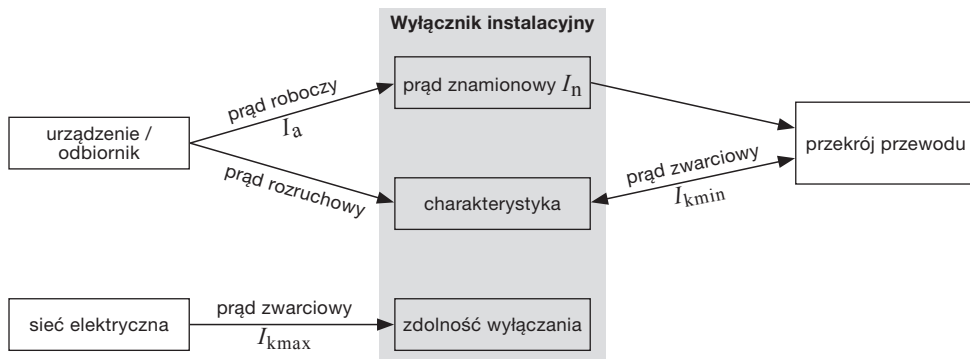 Wyłącznik instalacyjny
prąd roboczy
Ia
prąd znamionowy In
urządzenie /
odbiornik
przekrój przewodu
prąd rozruchowy
charakterystyka
prąd zwarciowy
Ikmin
sieć elektryczna
prąd zwarciowy
Ikmax
zdolność wyłączania